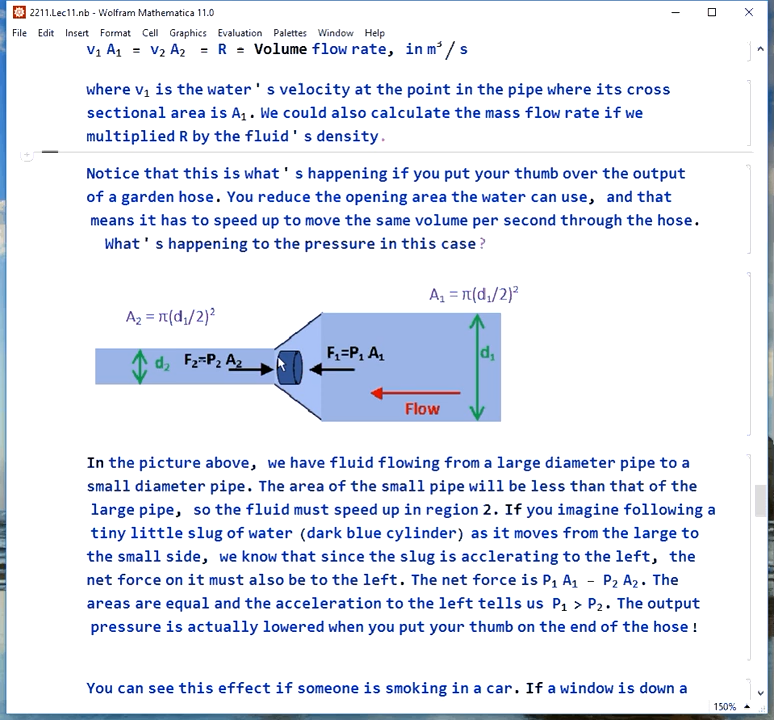 2211.Lec11.nb - Wolfram Mathematica 11.0
File Edit Insert Format Cell Graphics Evaluation Palettes Window Help
v₁ A₁ = v₂ A₂ = R = Volume flow rate, in m³/s
where v₁ is the water's velocity at the point in the pipe where its cross
sectional area is A₁. We could also calculate the mass flow rate if we
multiplied R by the fluid's density.
Notice that this is what's happening if you put your thumb over the output
of a garden hose. You reduce the opening area the water can use, and that
means it has to speed up to move the same volume per second through the hose.
What's happening to the pressure in this case?
A₁ = π(d₁/2)²
A₂ = π(d₁/2)²
d₂ F₂=P₂ A₂ F₁=P₁ A₁ d₁
Flow
In the picture above, we have fluid flowing from a large diameter pipe to a
small diameter pipe. The area of the small pipe will be less than that of the
large pipe, so the fluid must speed up in region 2. If you imagine following a
tiny little slug of water (dark blue cylinder) as it moves from the large to
the small side, we know that since the slug is acclerating to the left, the
net force on it must also be to the left. The net force is P₁ A₁ - P₂ A₂. The
areas are equal and the acceleration to the left tells us P₁ > P₂. The output
pressure is actually lowered when you put your thumb on the end of the hose!
You can see this effect if someone is smoking in a car. If a window is down a
150%